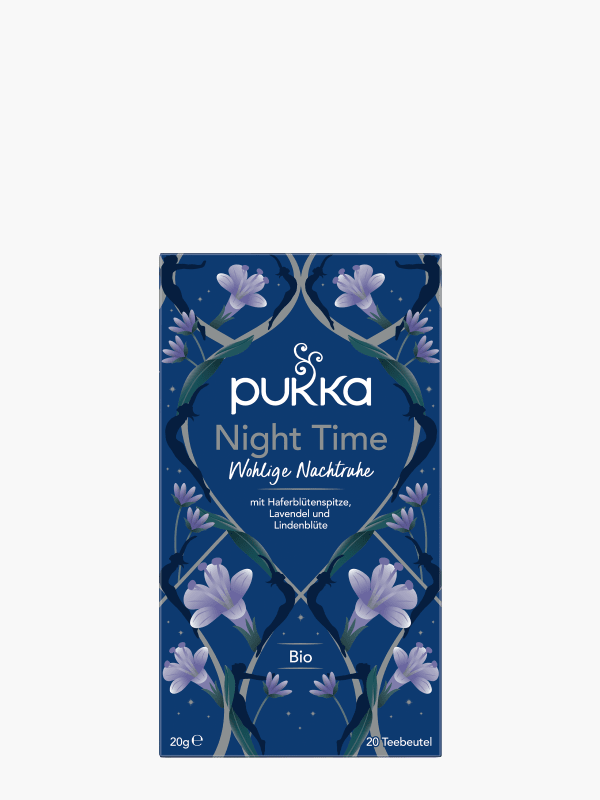 pukka
Night Time
Wohlige Nachtruhe
mit Haferblütenspitze,
Lavendel und
Lindenblüte
Bio
20g ℮
20 Teebeutel